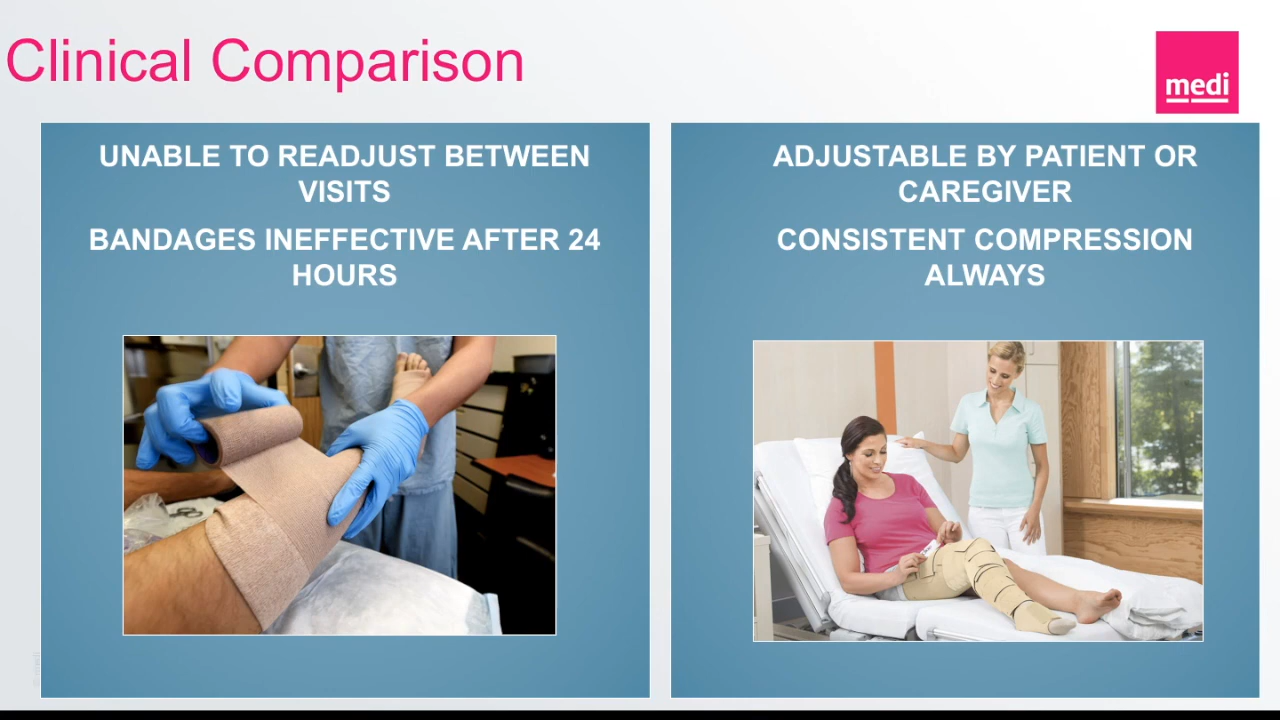 Clinical Comparison
medi
UNABLE TO READJUST BETWEEN
VISITS
BANDAGES INEFFECTIVE AFTER 24
HOURS
ADJUSTABLE BY PATIENT OR
CAREGIVER
CONSISTENT COMPRESSION
ALWAYS